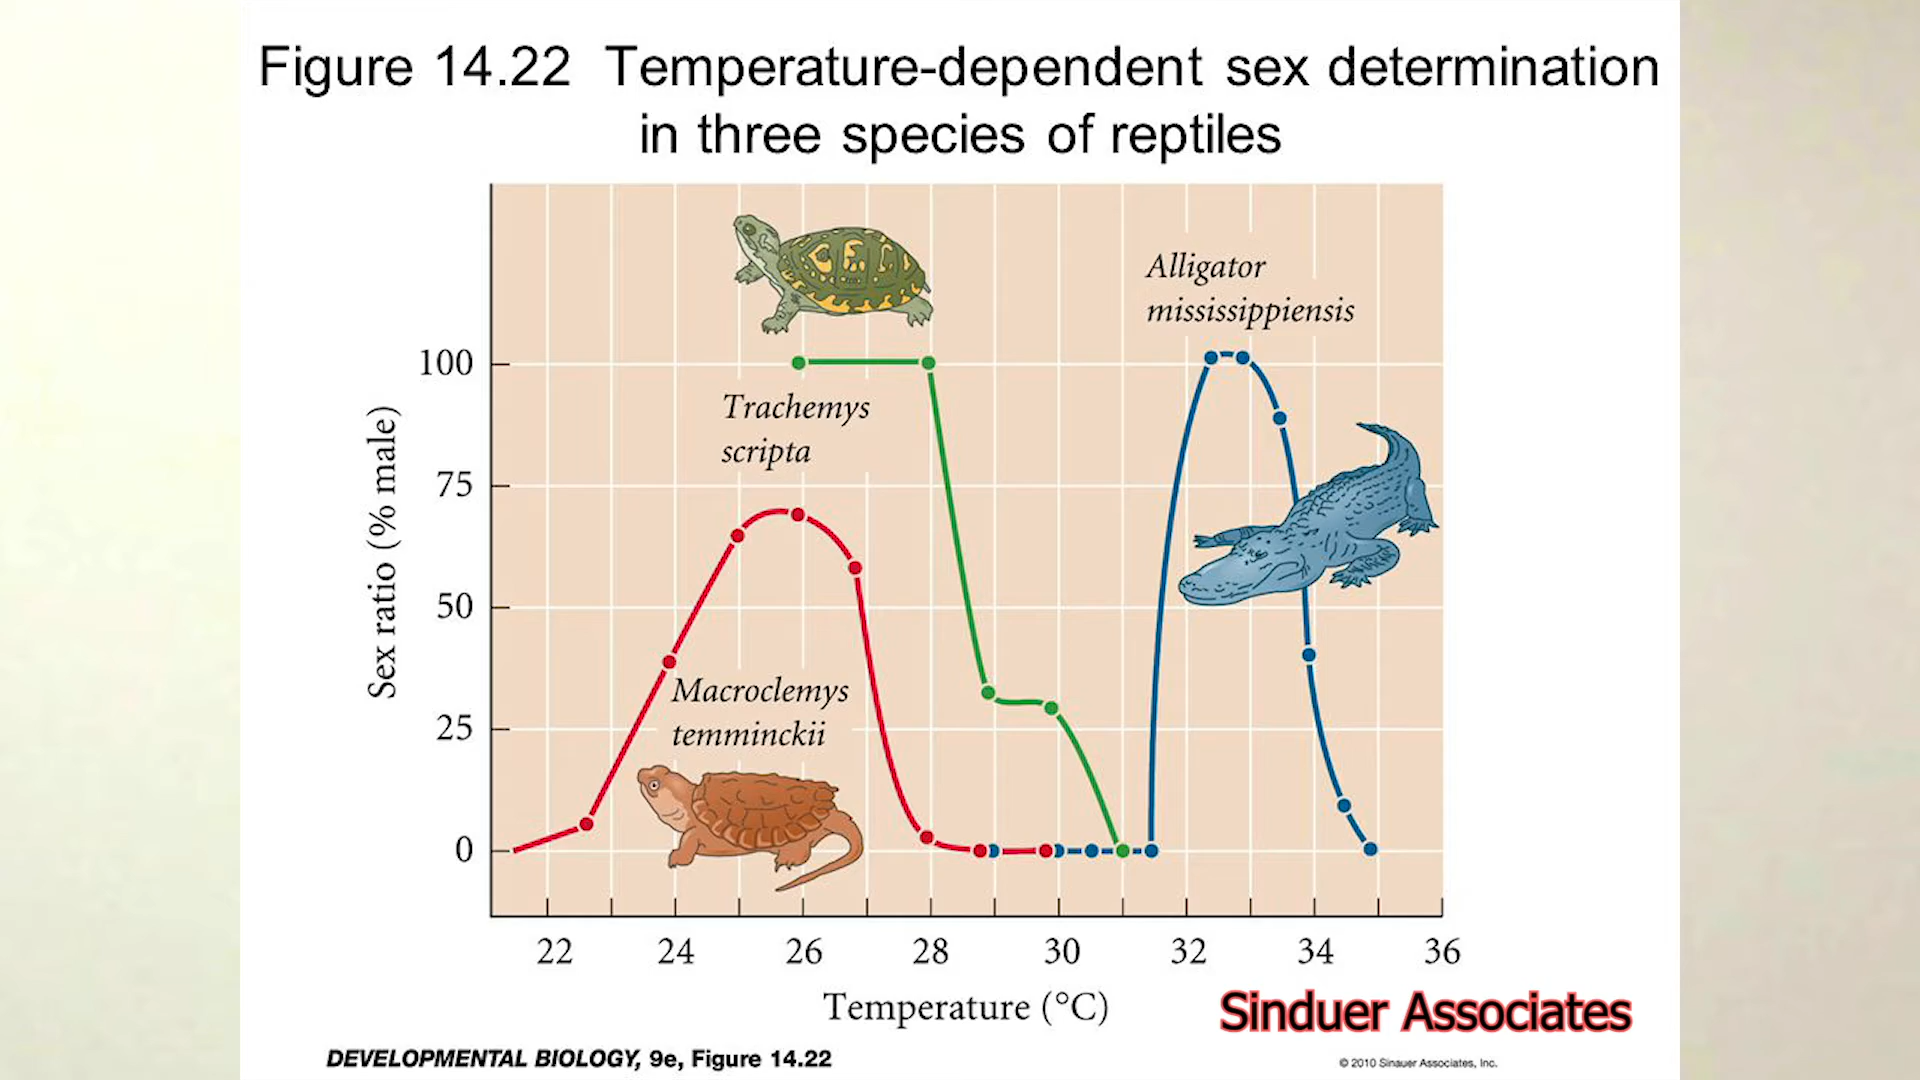 Figure 14.22 Temperature-dependent sex determination
in three species of reptiles
Alligator
mississippiensis
Trachemys
scripta
Macroclemys
temminckii
Sex ratio (% male)
100
75
50
25
0
22 24 26 28 30 32 34 36
Temperature (°C)
Sinduer Associates
DEVELOPMENTAL BIOLOGY, 9e, Figure 14.22
© 2010 Sinauer Associates, Inc.